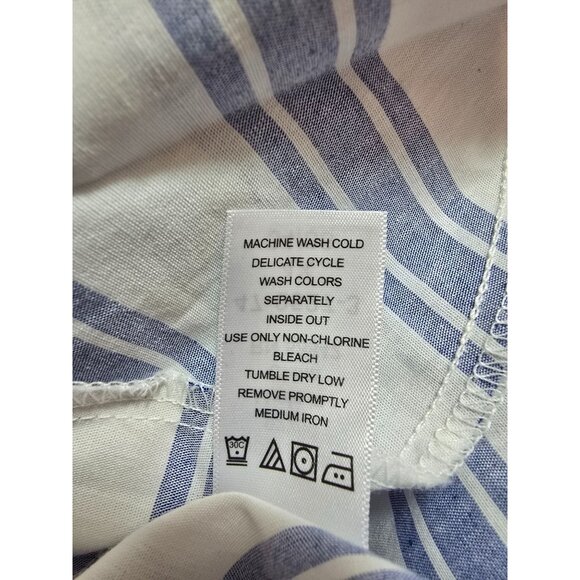 MACHINE WASH COLD
DELICATE CYCLE
WASH COLORS
SEPARATELY
INSIDE OUT
USE ONLY NON-CHLORINE
BLEACH
TUMBLE DRY LOW
REMOVE PROMPTLY
MEDIUM IRON
30C